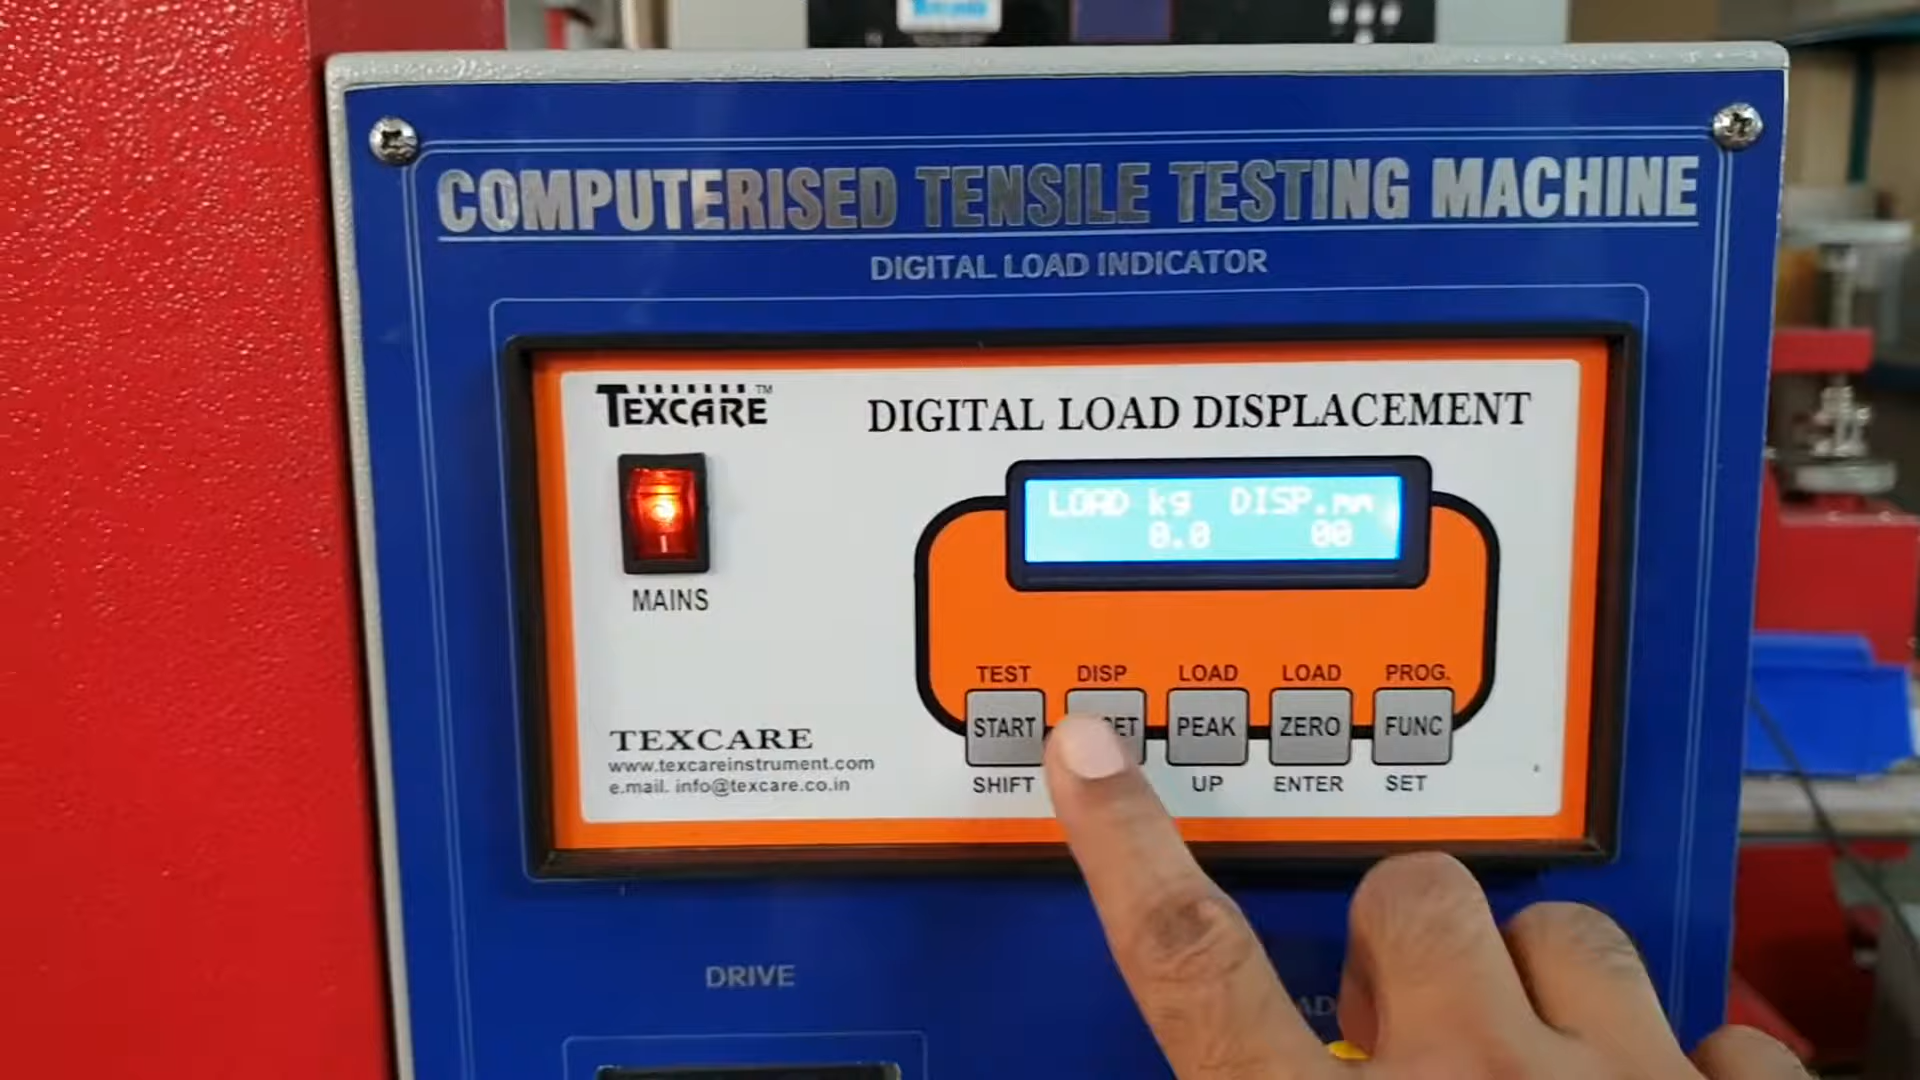 COMPUTERISED TENSILE TESTING MACHINE
DIGITAL LOAD INDICATOR
TEXCARE™
DIGITAL LOAD DISPLACEMENT
LOAD kg DISP.mm
0.0 00
MAINS
TEST DISP LOAD LOAD PROG.
START PEAK ZERO FUNC
SHIFT UP ENTER SET
TEXCARE
www.texcareinstrument.com
e.mail. info@texcare.co.in
DRIVE